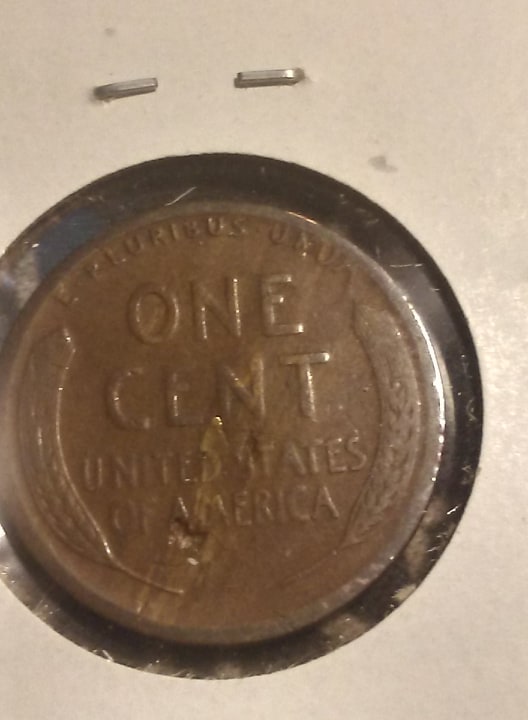 E PLURIBUS · UNUM
ONE
CENT
UNITED STATES
OF AMERICA